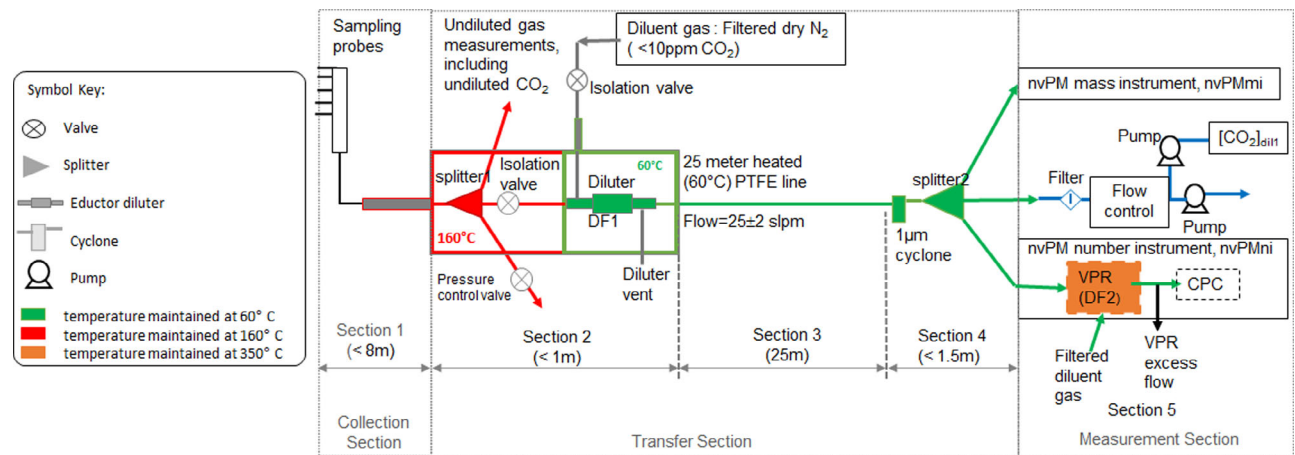 Symbol Key:
Valve
Splitter
Eductor diluter
Cyclone
Pump
temperature maintained at 60° C
temperature maintained at 160° C
temperature maintained at 350° C
Sampling
probes
Undiluted gas
measurements,
including
undiluted CO₂
Diluent gas : Filtered dry N₂
( <10ppm CO₂)
Isolation valve
splitter1
Isolation
valve
160°C
60°C
Diluter
DF1
Pressure
control valve
Diluter
vent
25 meter heated
(60°C) PTFE line
Flow=25±2 slpm
1µm
cyclone
splitter2
nvPM mass instrument, nvPMmi
Pump
[CO₂]dil1
Filter
Flow
control
Pump
nvPM number instrument, nvPMni
VPR
(DF2)
CPC
Filtered
diluent
gas
VPR
excess
flow
Section 1
(< 8m)
Section 2
(< 1m)
Section 3
(25m)
Section 4
(< 1.5m)
Section 5
Collection
Section
Transfer Section
Measurement Section